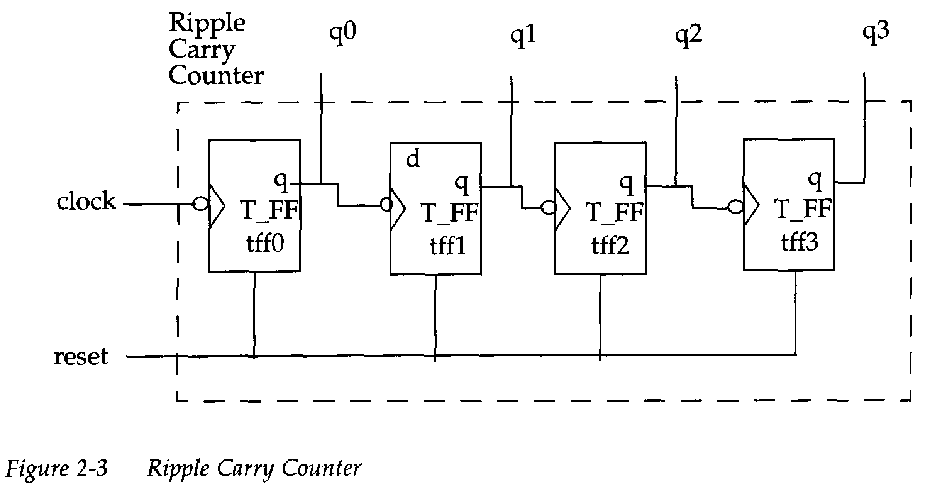 Ripple
Carry
Counter
q0
q1
q2
q3
clock
q
T_FF
tff0
d
q
T_FF
tff1
q
T_FF
tff2
q
T_FF
tff3
reset
Figure 2-3 Ripple Carry Counter